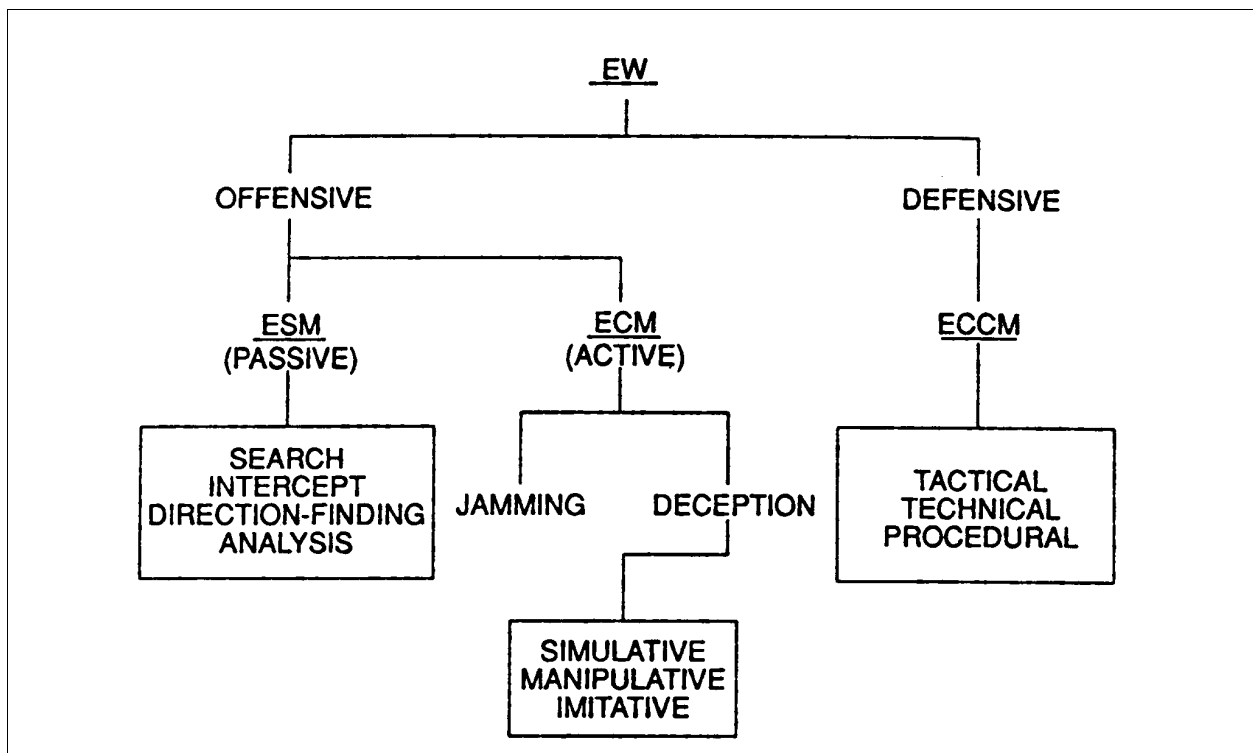 EW
OFFENSIVE
DEFENSIVE
ESM
(PASSIVE)
ECM
(ACTIVE)
ECCM
SEARCH
INTERCEPT
DIRECTION-FINDING
ANALYSIS
JAMMING
DECEPTION
TACTICAL
TECHNICAL
PROCEDURAL
SIMULATIVE
MANIPULATIVE
IMITATIVE